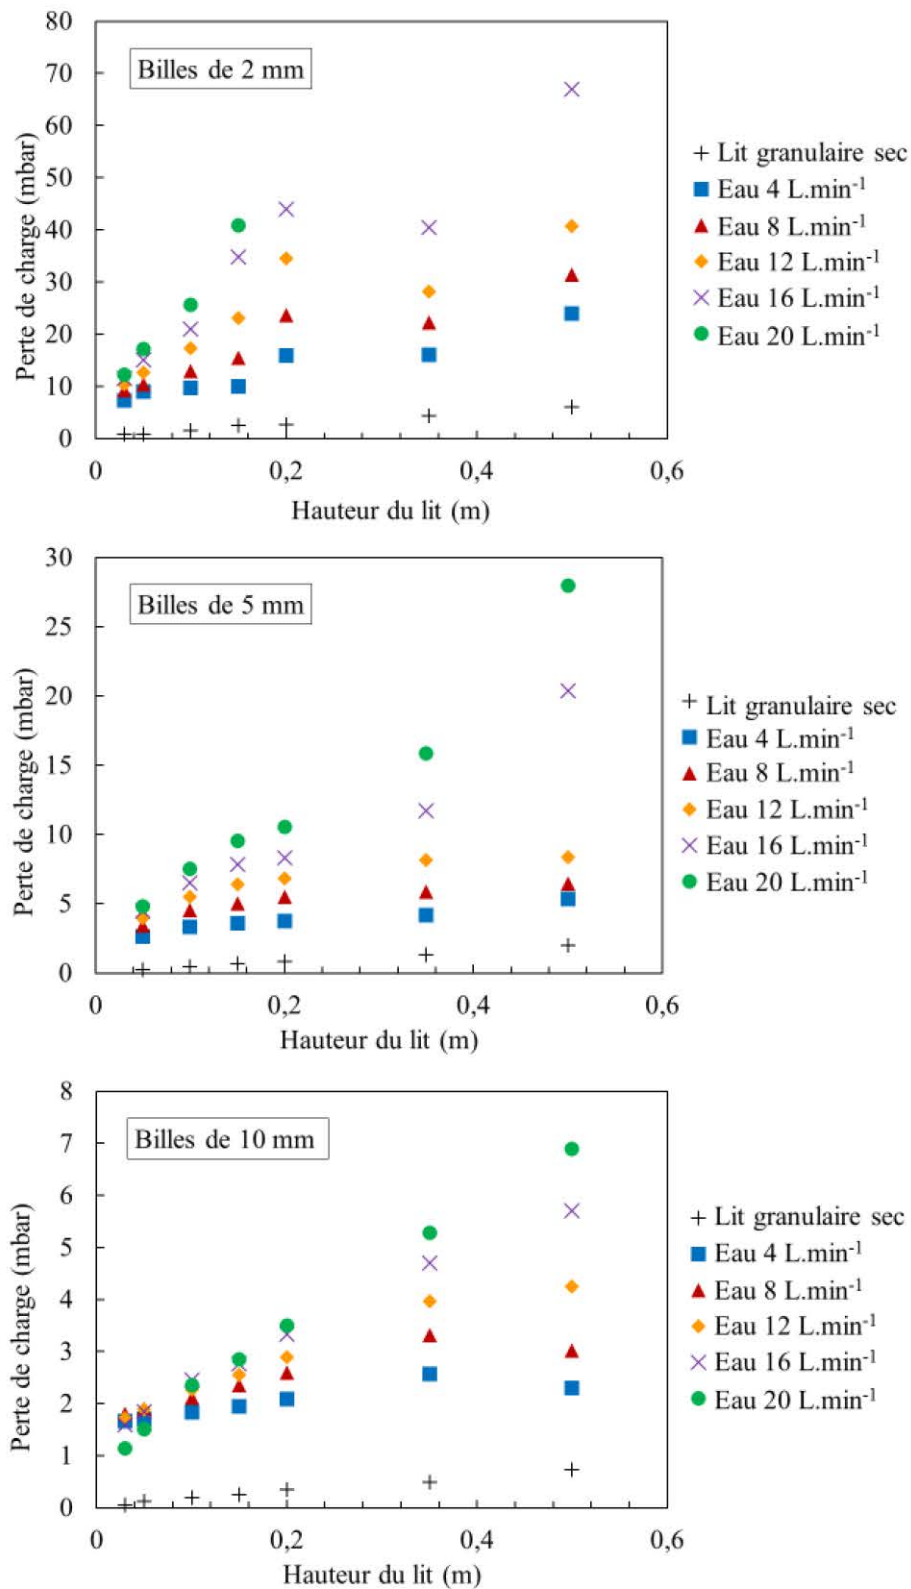 80
70
60
50
40
30
20
10
0
Perte de charge (mbar)
Billes de 2 mm
0 0,2 0,4 0,6
Hauteur du lit (m)
Lit granulaire sec
Eau 4 L.min-1
Eau 8 L.min-1
Eau 12 L.min-1
Eau 16 L.min-1
Eau 20 L.min-1
30
25
20
15
10
5
0
Perte de charge (mbar)
Billes de 5 mm
0 0,2 0,4 0,6
Hauteur du lit (m)
Lit granulaire sec
Eau 4 L.min-1
Eau 8 L.min-1
Eau 12 L.min-1
Eau 16 L.min-1
Eau 20 L.min-1
8
7
6
5
4
3
2
1
0
Perte de charge (mbar)
Billes de 10 mm
0 0,2 0,4 0,6
Hauteur du lit (m)
Lit granulaire sec
Eau 4 L.min-1
Eau 8 L.min-1
Eau 12 L.min-1
Eau 16 L.min-1
Eau 20 L.min-1